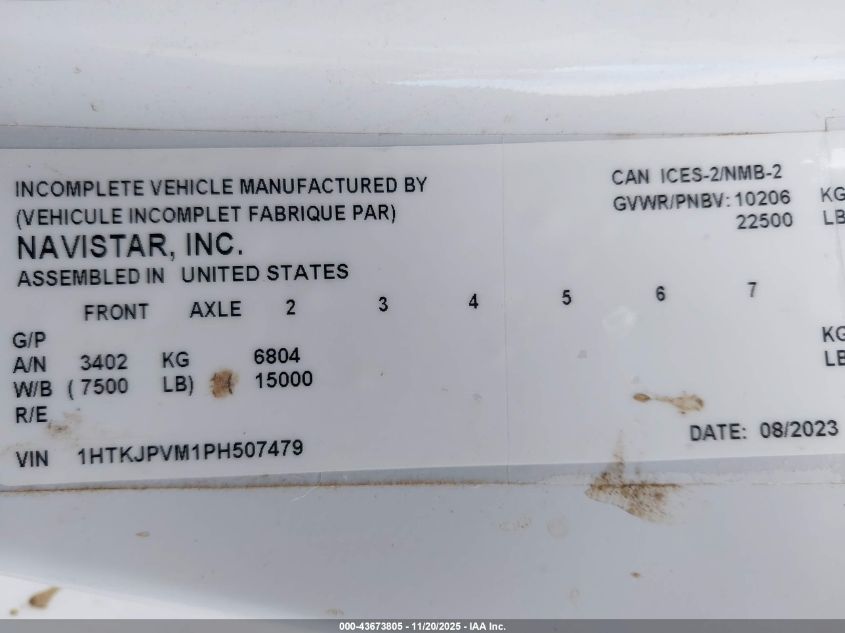 INCOMPLETE VEHICLE MANUFACTURED BY
(VEHICULE INCOMPLET FABRIQUE PAR)
NAVISTAR, INC.
ASSEMBLED IN UNITED STATES
CAN ICES-2/NMB-2
GVWR/PNBV: 10206 KG
22500 LB
FRONT AXLE 2 3 4 5 6 7
G/P
A/N 3402 KG 6804 KG
W/B ( 7500 LB) ( 15000 LB
R/E
DATE: 08/2023
VIN 1HTKJPVM1PH507479
000-43673805 - 11/20/2025 - IAA Inc.